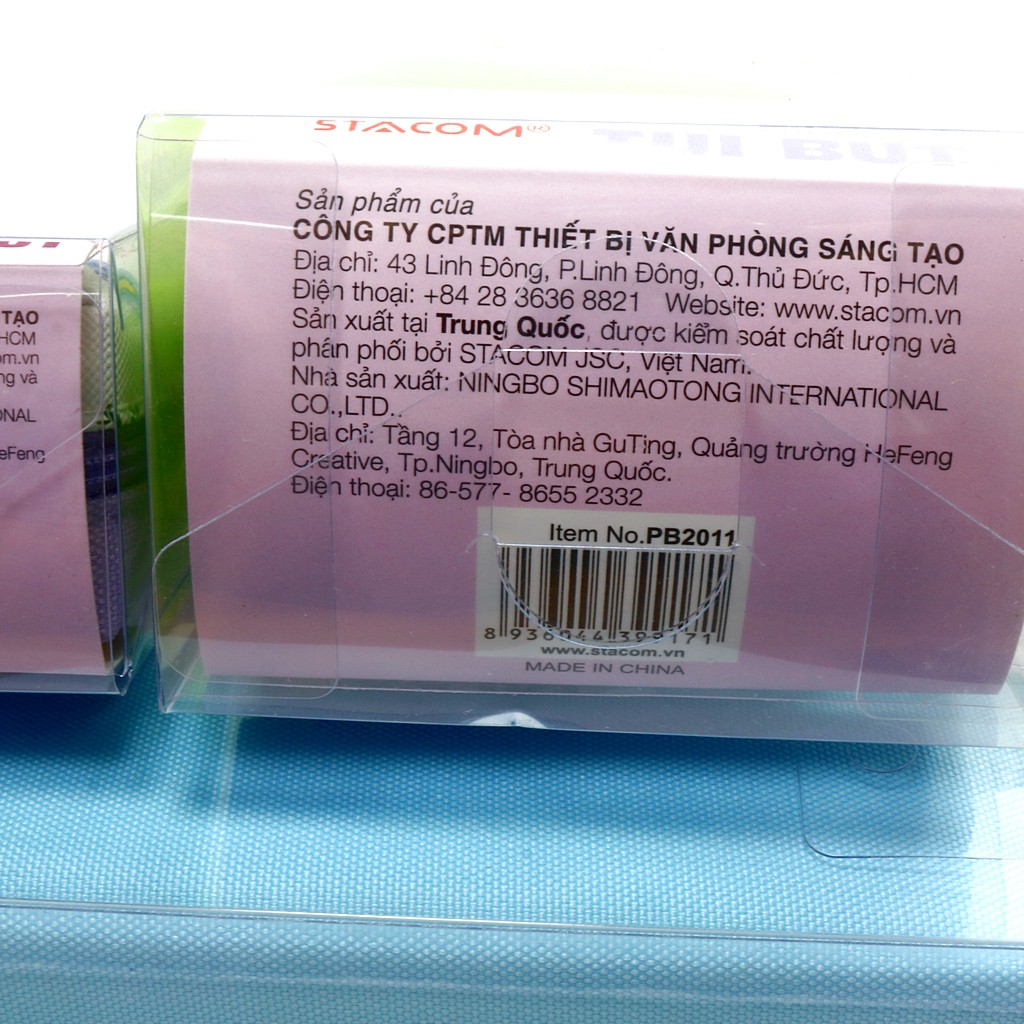 STACOM®
TÚI BÚT
Sản phẩm của
CÔNG TY CPTM THIẾT BỊ VĂN PHÒNG SÁNG TẠO
Địa chỉ: 43 Linh Đông, P.Linh Đông, Q.Thủ Đức, Tp.HCM
Điện thoại: +84 28 3636 8821 Website: www.stacom.vn
Sản xuất tại Trung Quốc, được kiểm soát chất lượng và
phân phối bởi STACOM JSC, Việt Nam.
Nhà sản xuất: NINGBO SHIMAOTONG INTERNATIONAL
CO.,LTD..
Địa chỉ: Tầng 12, Tòa nhà GuTing, Quảng trường HeFeng
Creative, Tp.Ningbo, Trung Quốc.
Điện thoại: 86-577- 8655 2332
Item No.PB2011
www.stacom.vn
MADE IN CHINA
TẠO
HCM
om.vn
ng và
ONAL
eFeng